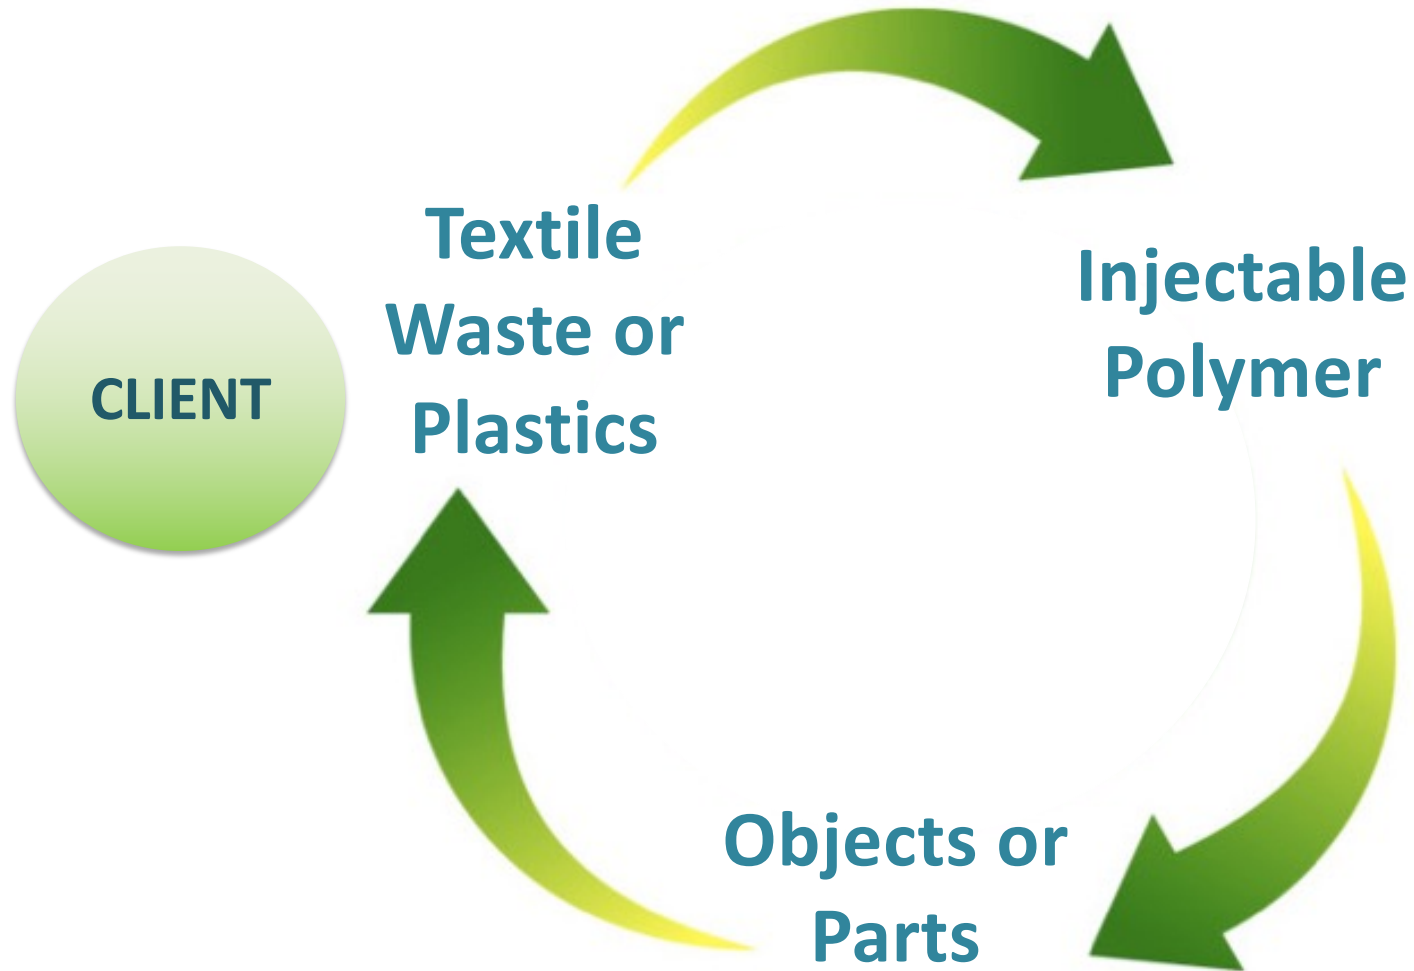 CLIENT
Textile
Waste or
Plastics
Injectable
Polymer
Objects or
Parts